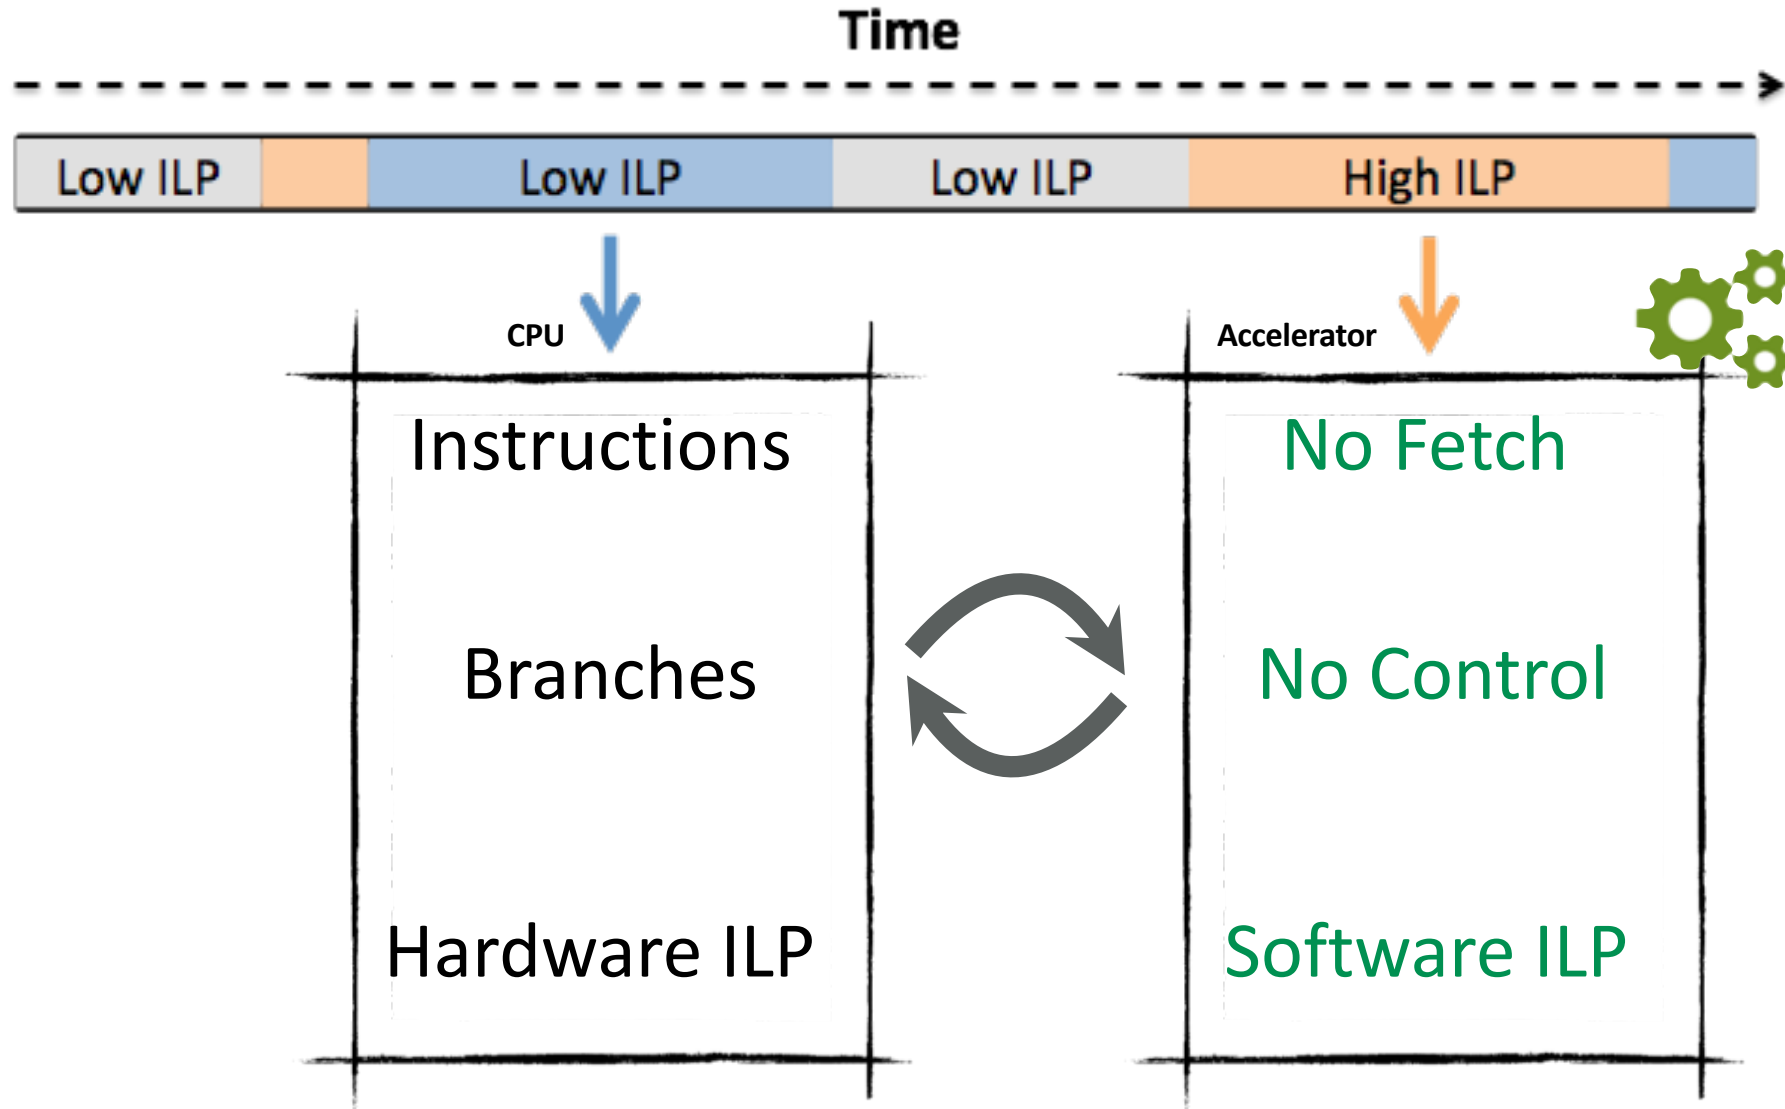 Time
Low ILP Low ILP Low ILP High ILP
CPU Accelerator
Instructions No Fetch
Branches No Control
Hardware ILP Software ILP